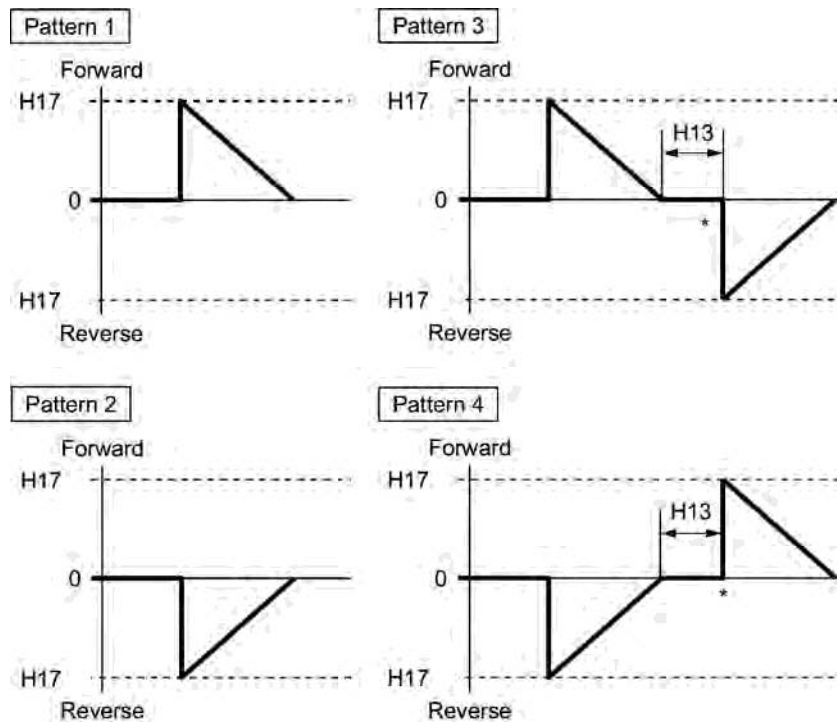 Pattern 1
Forward
H17
0
H17
Reverse
Pattern 3
Forward
H17
H13
0
*
H17
Reverse
Pattern 2
Forward
H17
0
H17
Reverse
Pattern 4
Forward
H17
H13
0
*
H17
Reverse